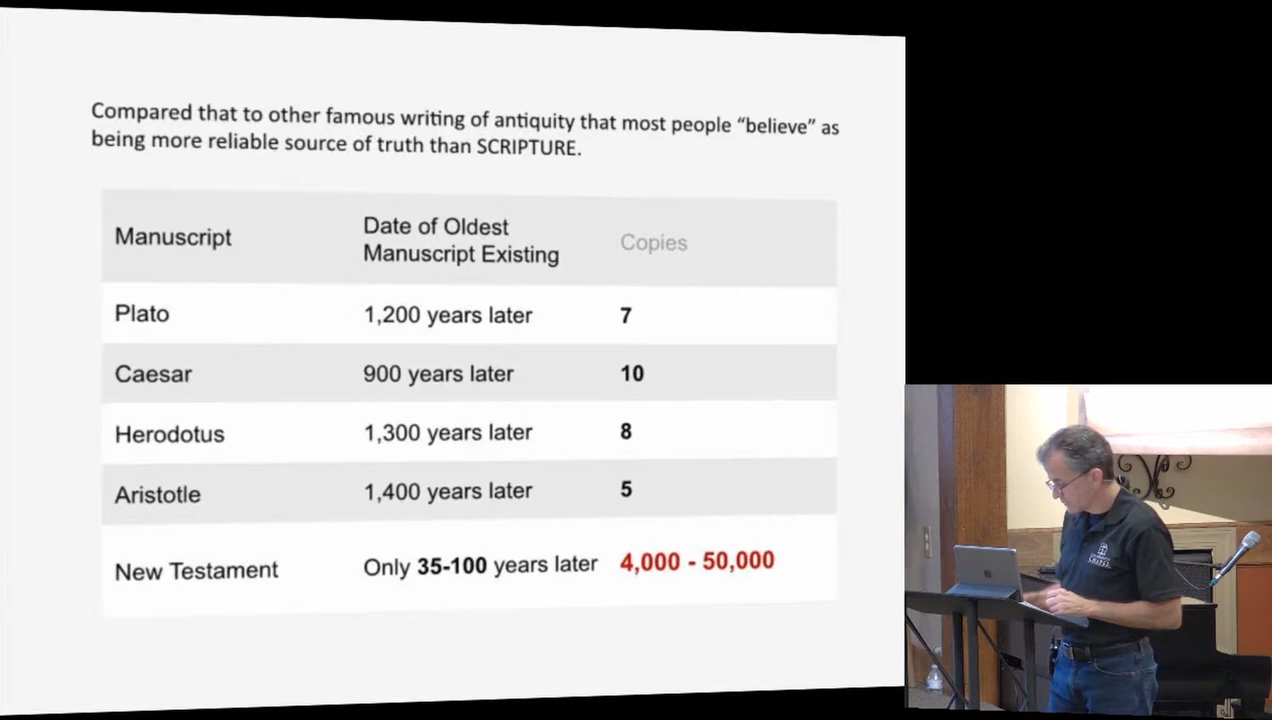 Compared that to other famous writing of antiquity that most people “believe” as
being more reliable source of truth than SCRIPTURE.
Manuscript
Date of Oldest
Manuscript Existing
Copies
Plato
1,200 years later
7
Caesar
900 years later
10
Herodotus
1,300 years later
8
Aristotle
1,400 years later
5
New Testament
Only 35-100 years later
4,000 - 50,000
CHAPEL